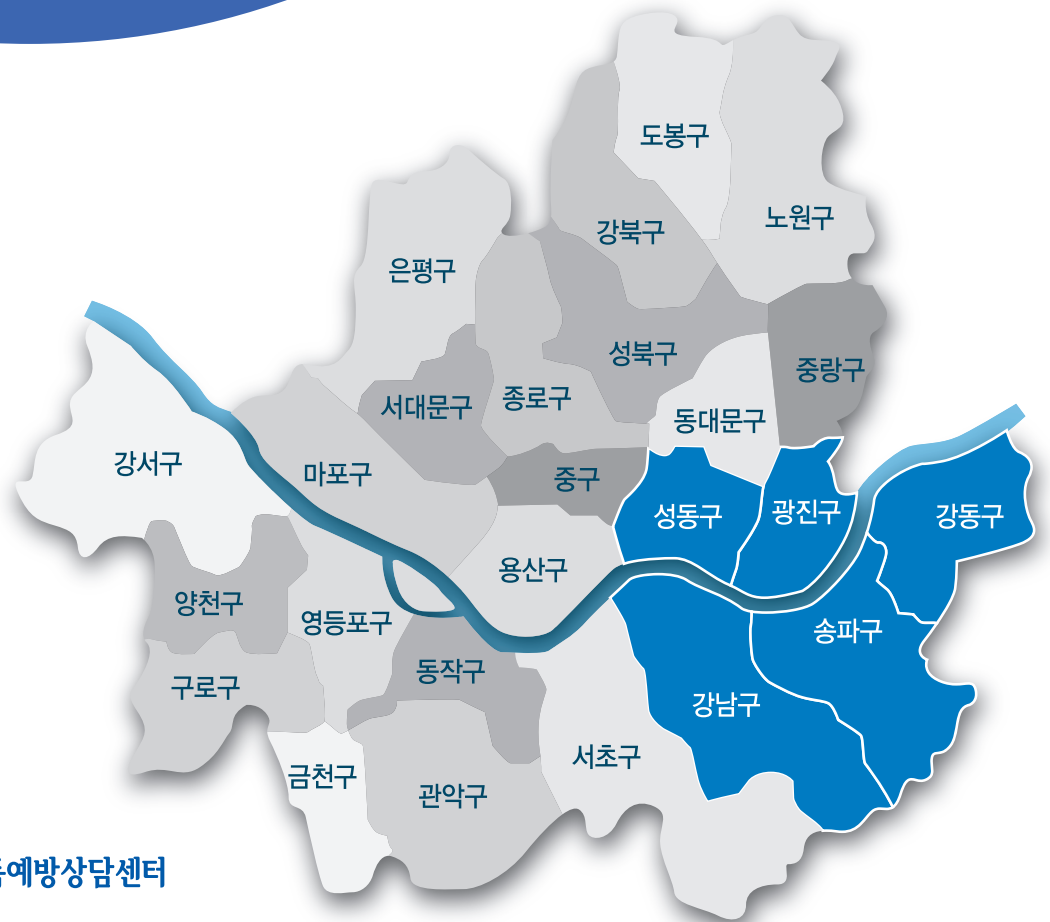 도봉구
노원구
강북구
은평구
성북구
중랑구
서대문구
종로구
동대문구
강서구
마포구
중구
성동구
광진구
강동구
용산구
양천구
영등포구
송파구
동작구
구로구
강남구
서초구
금천구
관악구
예방상담센터